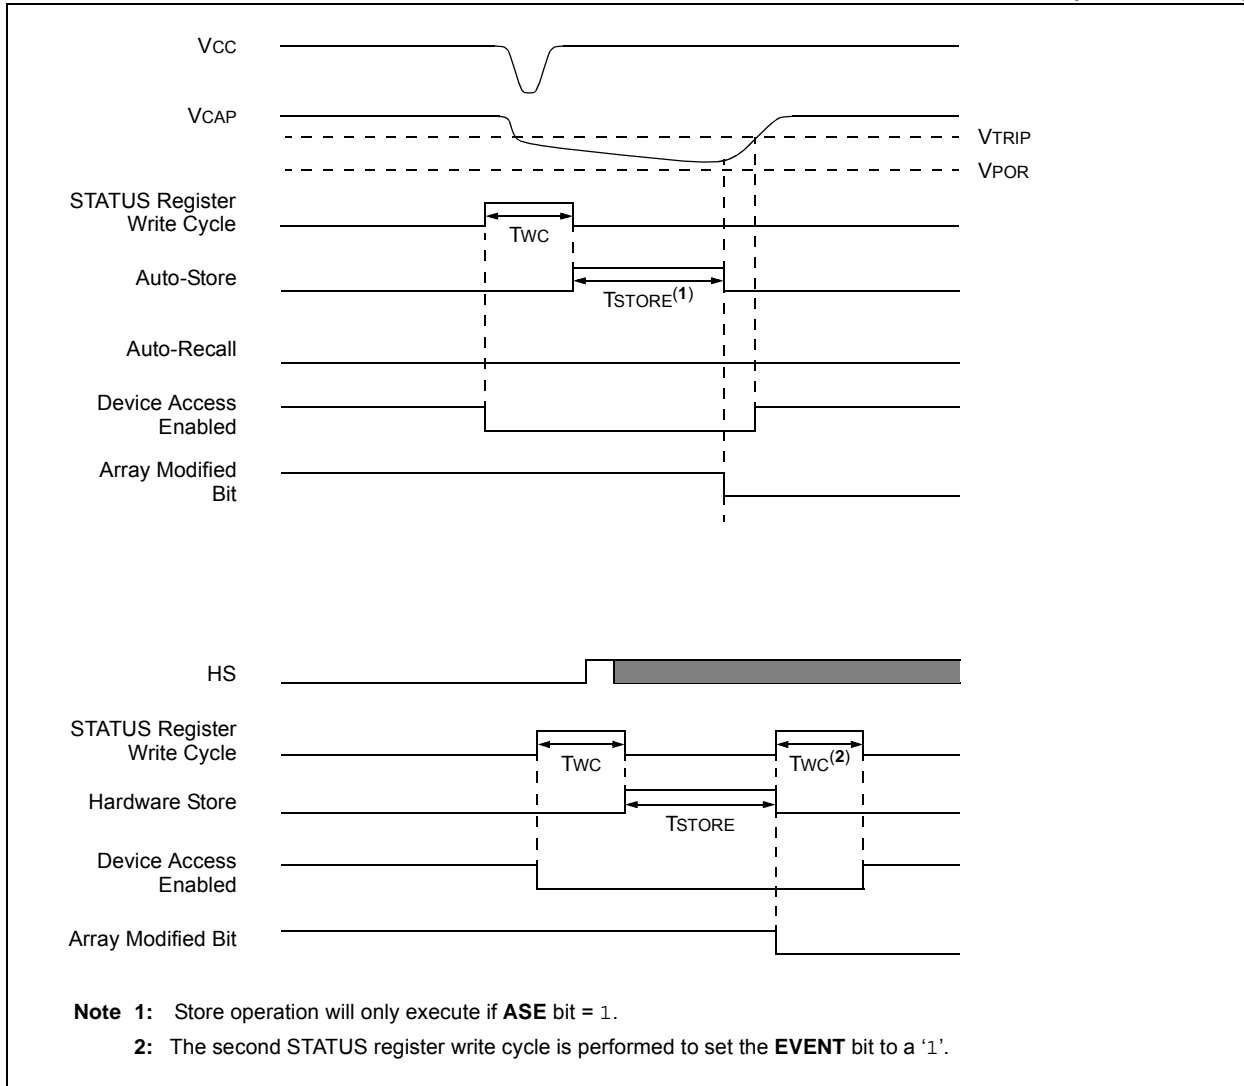 VCC
VCAP
VTRIP
VPOR
STATUS Register
Write Cycle
TWC
Auto-Store
TSTORE(1)
Auto-Recall
Device Access
Enabled
Array Modified
Bit
HS
STATUS Register
Write Cycle
TWC
TWC(2)
Hardware Store
TSTORE
Device Access
Enabled
Array Modified Bit
Note 1: Store operation will only execute if ASE bit = 1.
2: The second STATUS register write cycle is performed to set the EVENT bit to a ‘1’.